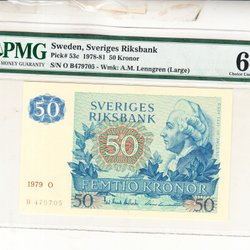 PMG
MONEY GUARANTY
Sweden, Sveriges Riksbank
Pick# 53c 1978-81 50 Kronor
S/N O B479705 - Wmk: A.M. Lenngren (Large)
6
Choice Un
50
SVERIGES
RIKSBANK
50
1979 O
B 479705
FEMTIO KRONOR
50
50